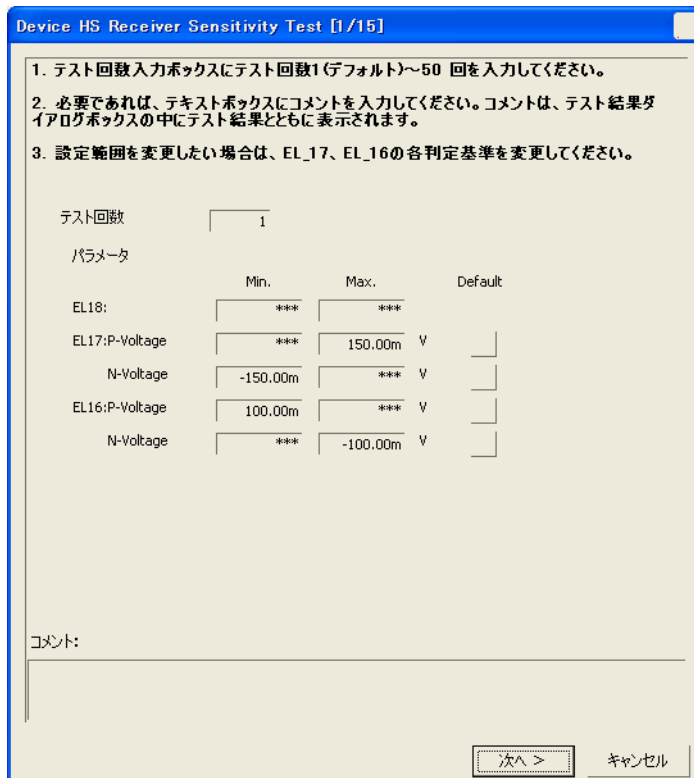 Device HS Receiver Sensitivity Test [1/15]
1. テスト回数入力ボックスにテスト回数1(デフォルト)～50 回を入力してください。
2. 必要であれば、テキストボックスにコメントを入力してください。コメントは、テスト結果ダ
イアログボックスの中にテスト結果とともに表示されます。
3. 設定範囲を変更したい場合は、EL_17、EL_16の各判定基準を変更してください。
テスト回数 1
パラメータ
Min. Max. Default
EL18: *** ***
EL17:P-Voltage *** 150.00m V
N-Voltage -150.00m *** V
EL16:P-Voltage 100.00m *** V
N-Voltage *** -100.00m V
コメント:
次へ > キャンセル